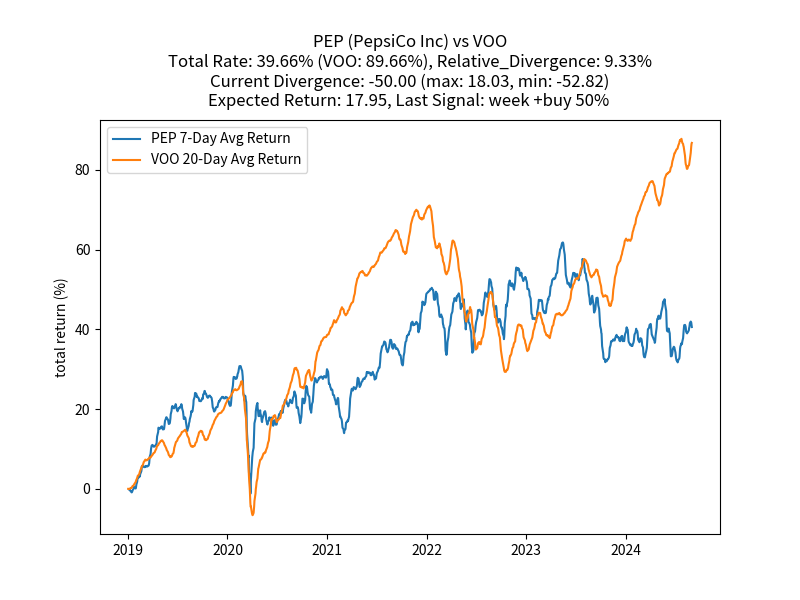 PEP (PepsiCo Inc) vs VOO
Total Rate: 39.66% (VOO: 89.66%), Relative_Divergence: 9.33%
Current Divergence: -50.00 (max: 18.03, min: -52.82)
Expected Return: 17.95, Last Signal: week +buy 50%
PEP 7-Day Avg Return
VOO 20-Day Avg Return
total return (%)
80
60
40
20
0
2019 2020 2021 2022 2023 2024